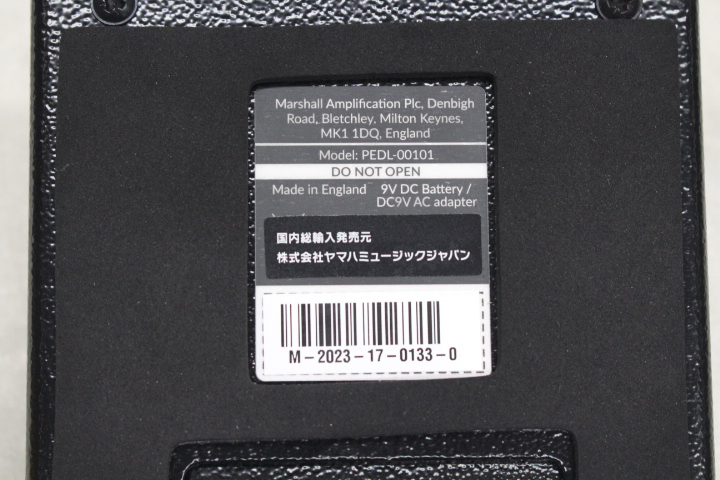 Marshall Amplification Plc, Denbigh
Road, Bletchley, Milton Keynes,
MK1 1DQ, England
Model: PEDL-00101
DO NOT OPEN
Made in England 9V DC Battery /
DC9V AC adapter
国内総輸入発売元
株式会社ヤマハミュージックジャパン
M-2023-17-0133-0